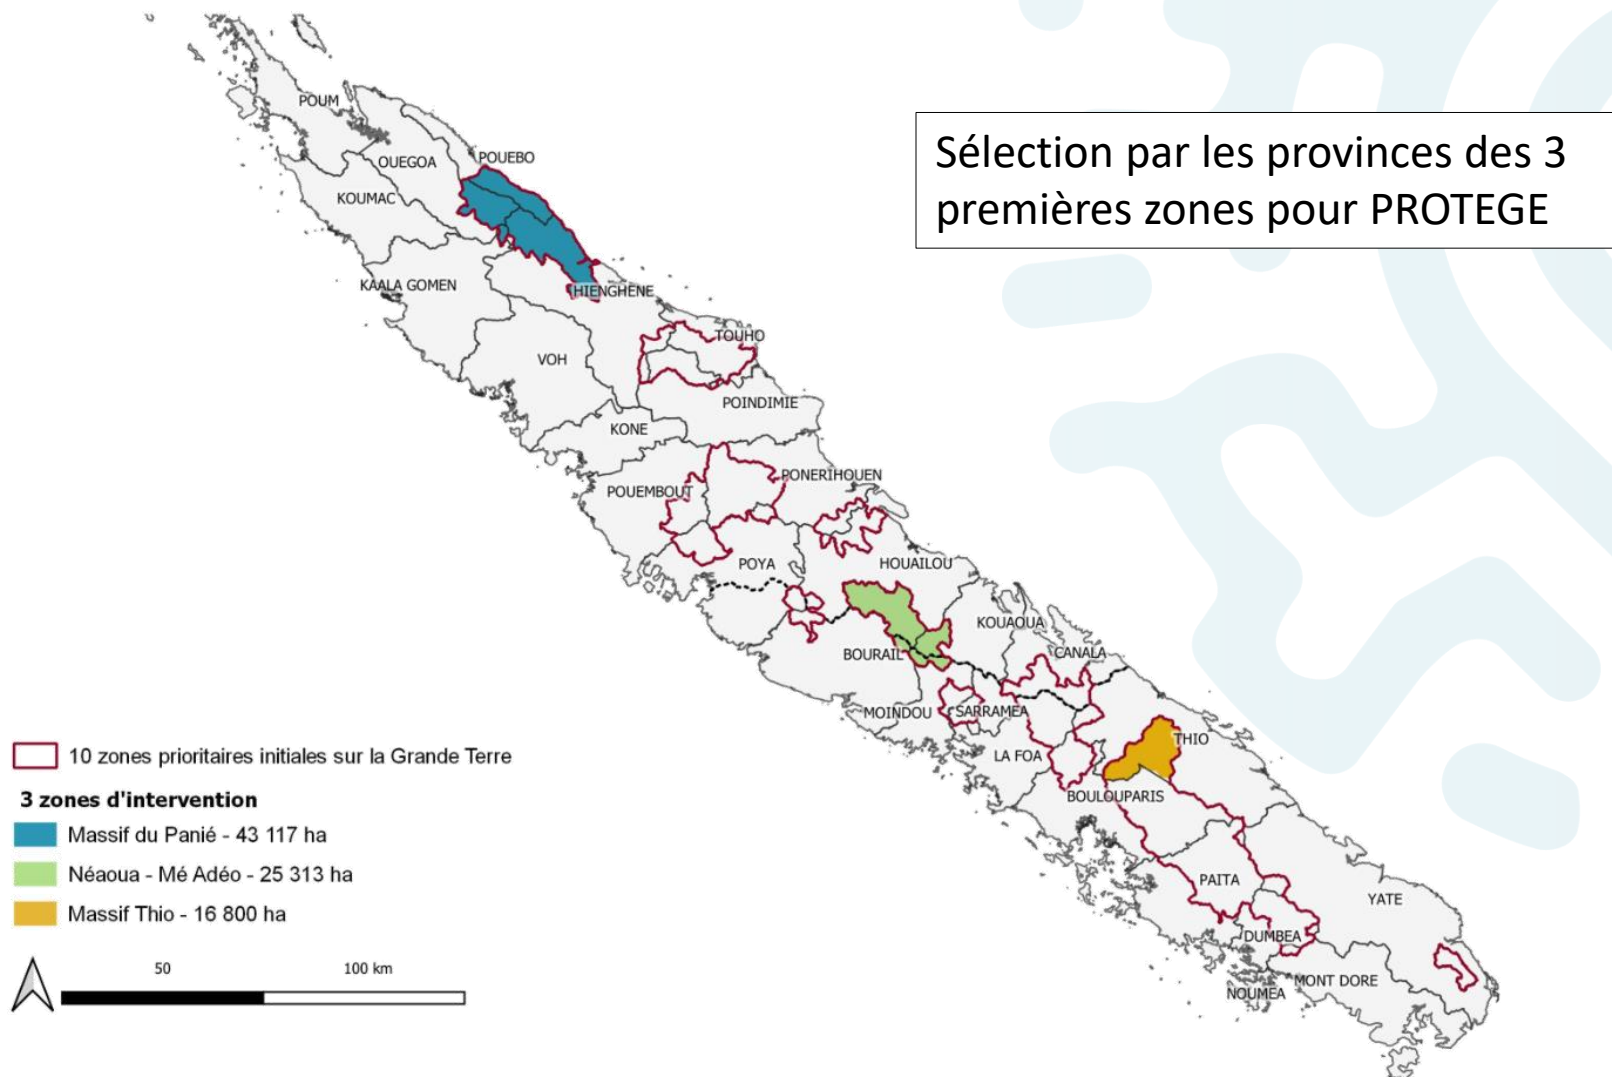 Sélection par les provinces des 3
premières zones pour PROTEGE
POUM
OUEGOA
POUEBO
KOUMAC
KAALA GOMEN
HIENGHENE
TOUHO
VOH
POINDIMIE
KONE
PONERIHOUEN
POUEMBOUT
POYA
HOUAILOU
KOUAOUA
BOURAIL
CANALA
MOINDOU
SARRAMEA
THIO
LA FOA
BOULOUPARIS
PAITA
YATE
DUMBEA
MONT DORE
NOUMEA
10 zones prioritaires initiales sur la Grande Terre
3 zones d'intervention
Massif du Panié - 43 117 ha
Néaoua - Mé Adéo - 25 313 ha
Massif Thio - 16 800 ha
50 100 km